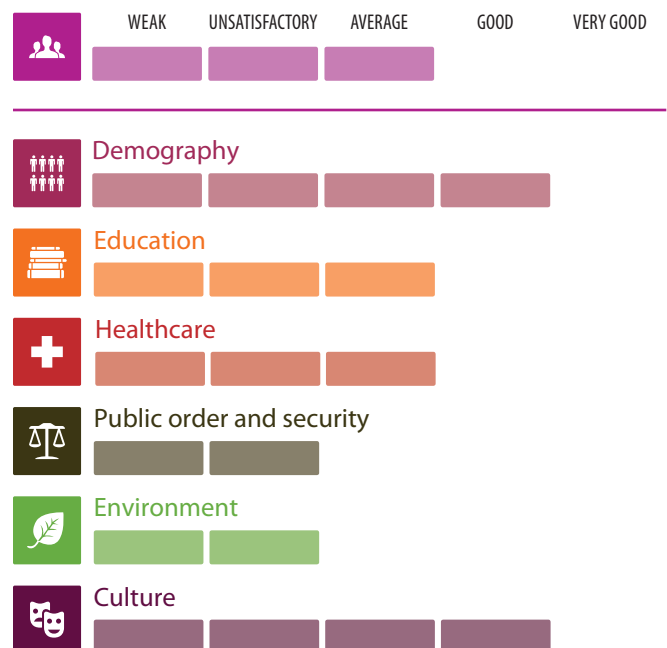 WEAK UNSATISFACTORY AVERAGE GOOD VERY GOOD
Demography
Education
Healthcare
Public order and security
Environment
Culture